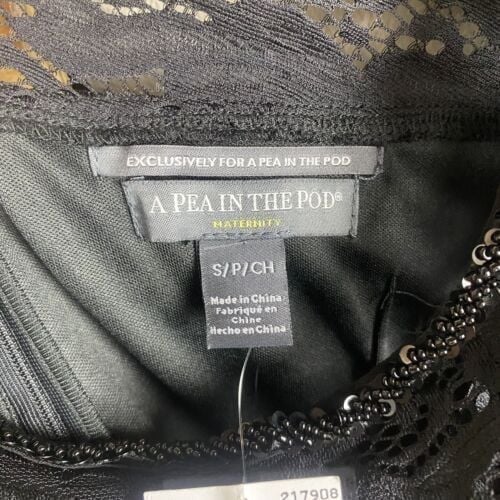 EXCLUSIVELY FOR A PEA IN THE POD
A PEA IN THE POD®
MATERNITY
S/P/CH
Made in China
Fabriqué en
Chine
Hecho en China
217908